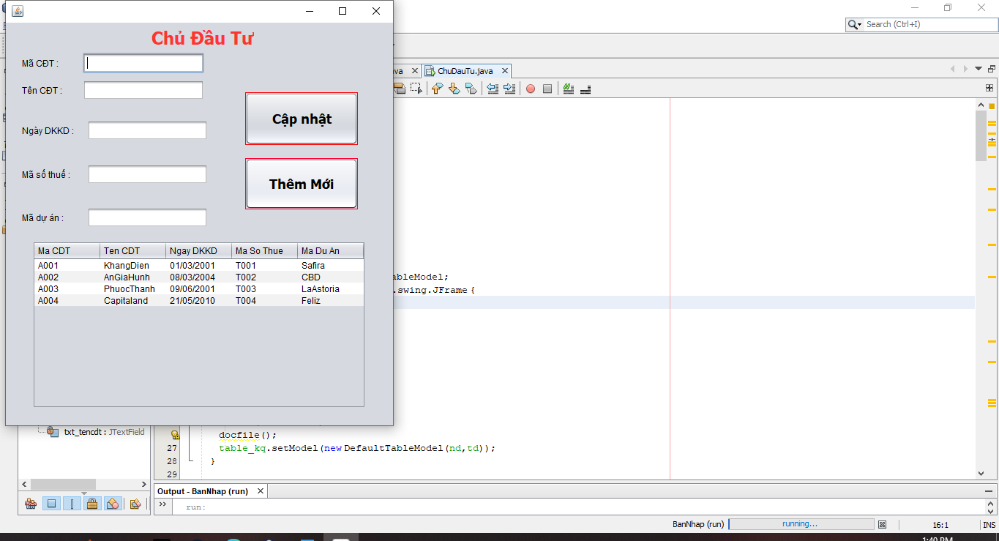 Search (Ctrl+I)
Chủ Đầu Tư
Mã CĐT :
Tên CĐT :
Ngày DKKD :
Mã số thuế :
Mã dự án :
Cập nhật
Thêm Mới
Ma CDT Ten CDT Ngay DKKD Ma So Thue Ma Du An
A001 KhangDien 01/03/2001 T001 Safira
A002 AnGiaHunh 08/03/2004 T002 CBD
A003 PhuocThanh 09/06/2001 T003 LaAstoria
A004 Capitaland 21/05/2010 T004 Feliz
ava ChuDauTu.java
ableModel;
.swing.JFrame {
txt_tencdt : JTextField
docfile();
27 table_kq.setModel(new DefaultTableModel(nd,td));
28 }
29
Output - BanNhap (run)
run:
BanNhap (run) running... 16:1 INS
1:40 PM